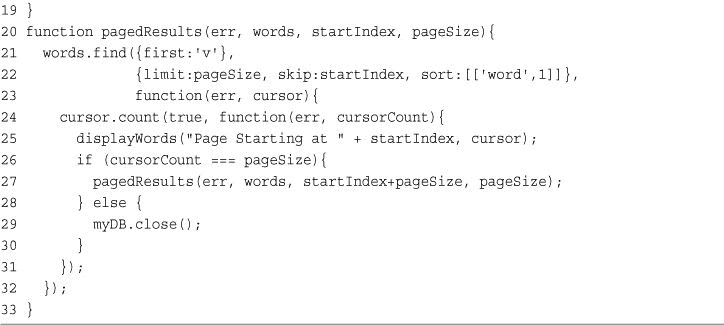 19 }
20 function pagedResults(err, words, startIndex, pageSize){
21   words.find({first:'v'},
22              {limit:pageSize, skip:startIndex, sort:[['word',1]]},
23              function(err, cursor){
24     cursor.count(true, function(err, cursorCount){
25       displayWords("Page Starting at " + startIndex, cursor);
26       if (cursorCount === pageSize){
27         pagedResults(err, words, startIndex+pageSize, pageSize);
28       } else {
29         myDB.close();
30       }
31     });
32   });
33 }